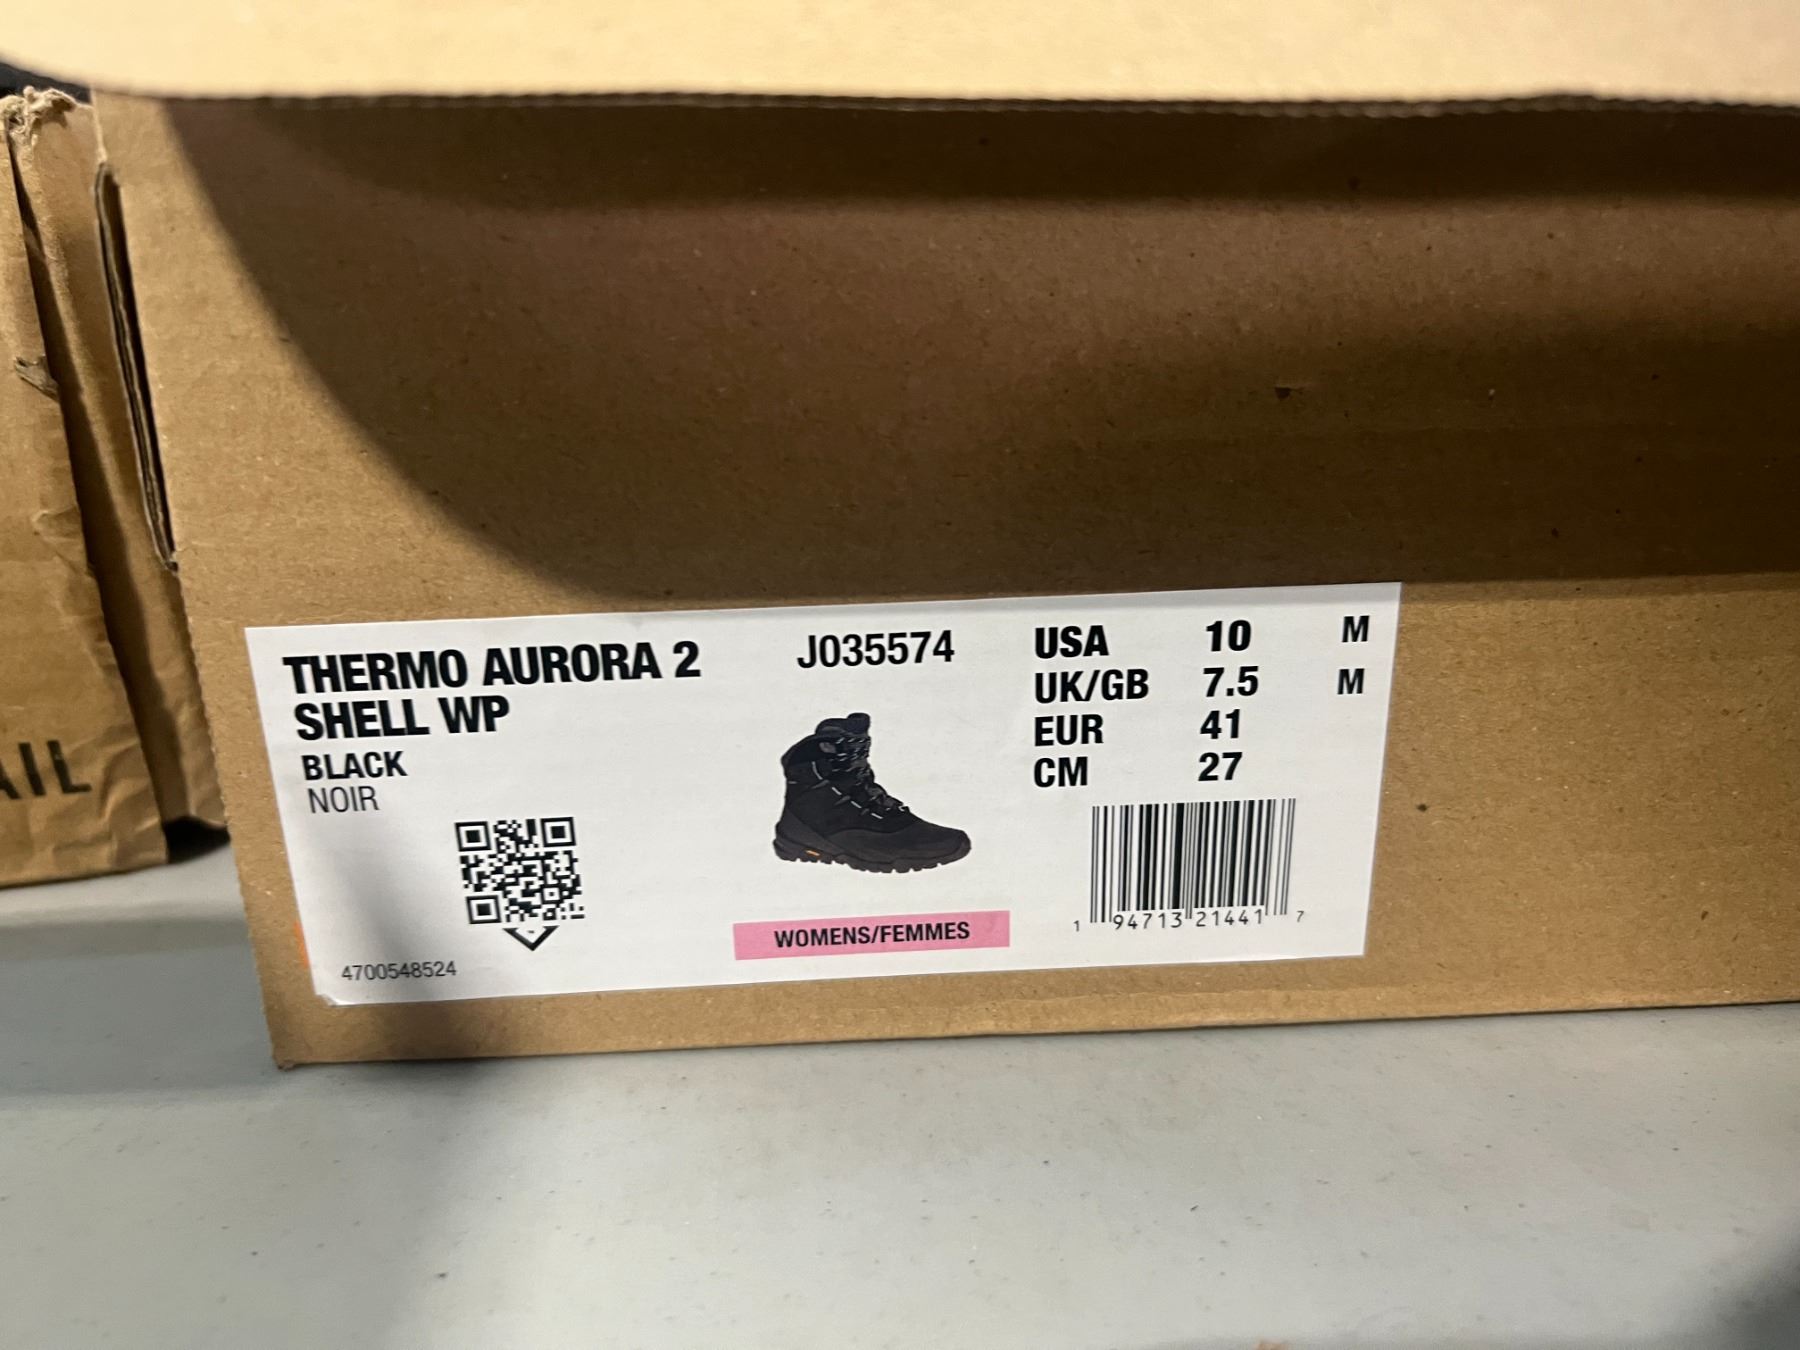 AIL
THERMO AURORA 2
SHELL WP
BLACK
NOIR
4700548524
J035574
WOMENS/FEMMES
USA 10 M
UK/GB 7.5 M
EUR 41
CM 27
1 94713 21441 7